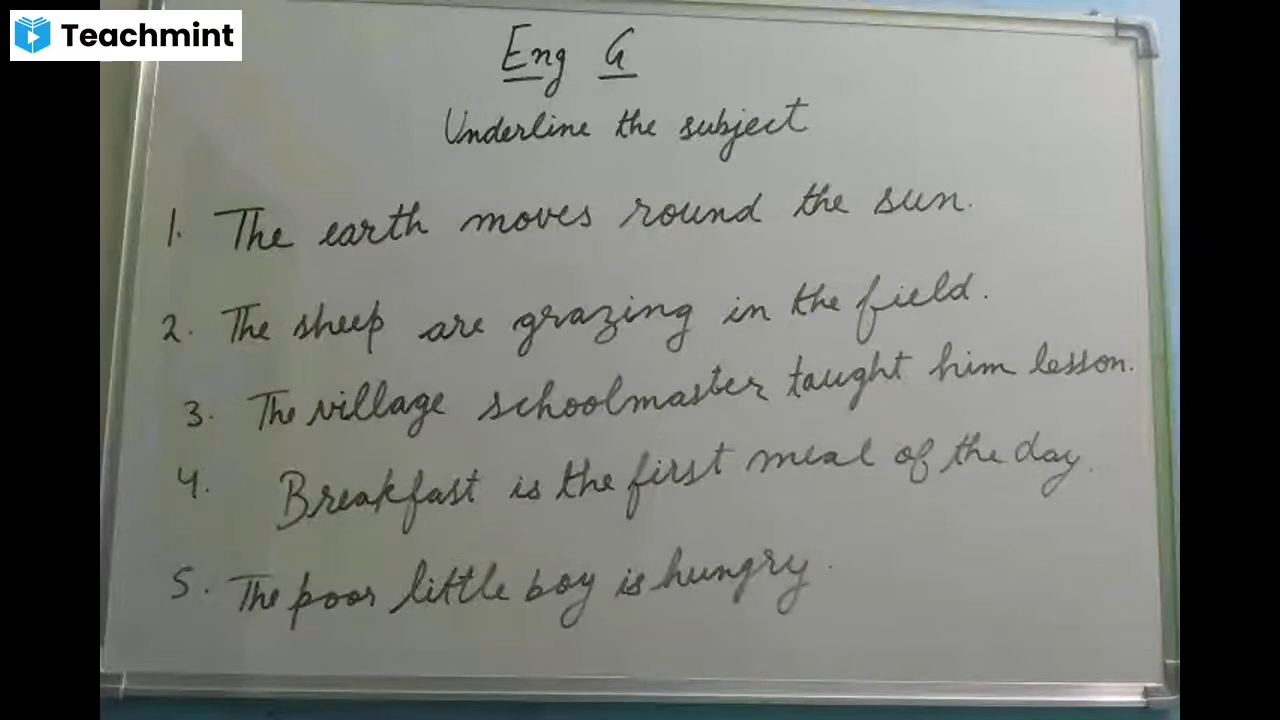 Teachmint
Eng G
Underline the subject
1. The earth moves round the sun.
2. The sheep are grazing in the field.
3. The village schoolmaster taught him lesson.
4. Breakfast is the first meal of the day.
5. The poor little boy is hungry.